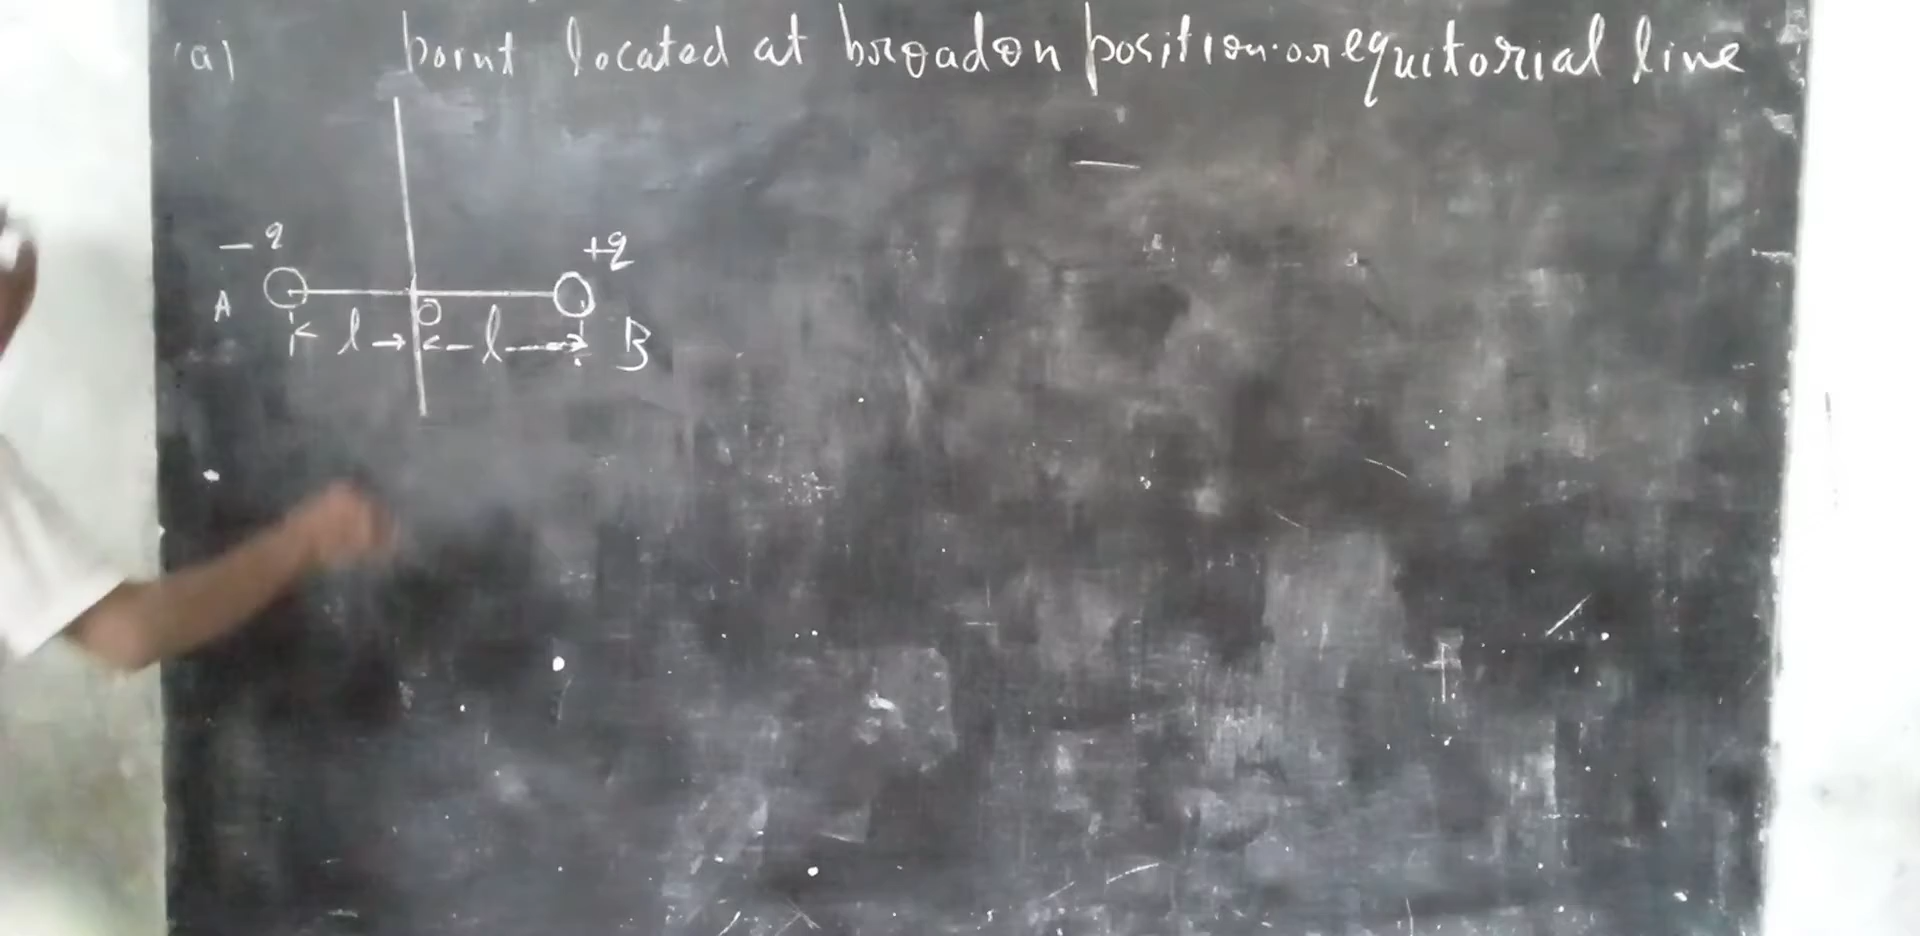 (a) point located at broadon position. or equitorial line
- q +q
A O B
l l